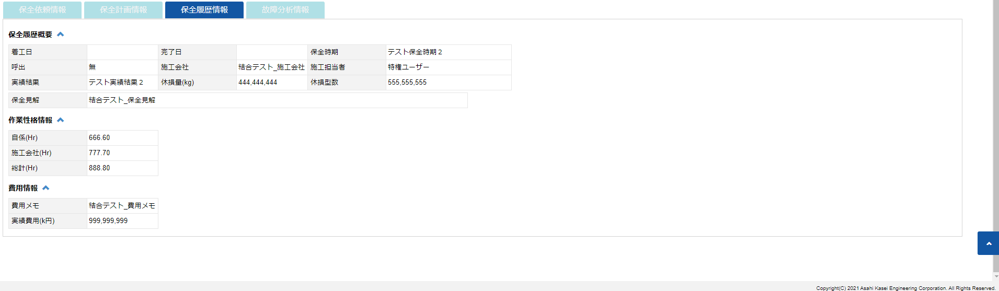 保全依頼情報 保全計画情報 保全履歴情報 故障分析情報
保全履歴概要
着工日 完了日 保全時期 テスト保全時期２
呼出 無 施工会社 結合テスト_施工会社 施工担当者 特権ユーザー
実績結果 テスト実績結果２ 休損量(kg) 444,444,444 休損型数 555,555,555
保全見解 結合テスト_保全見解
作業性格情報
自係(Hr) 666.60
施工会社(Hr) 777.70
総計(Hr) 888.80
費用情報
費用メモ 結合テスト_費用メモ
実績費用(k円) 999,999,999
Copyright(C) 2021 Asahi Kasei Engineering Corporation. All Rights Reserved.